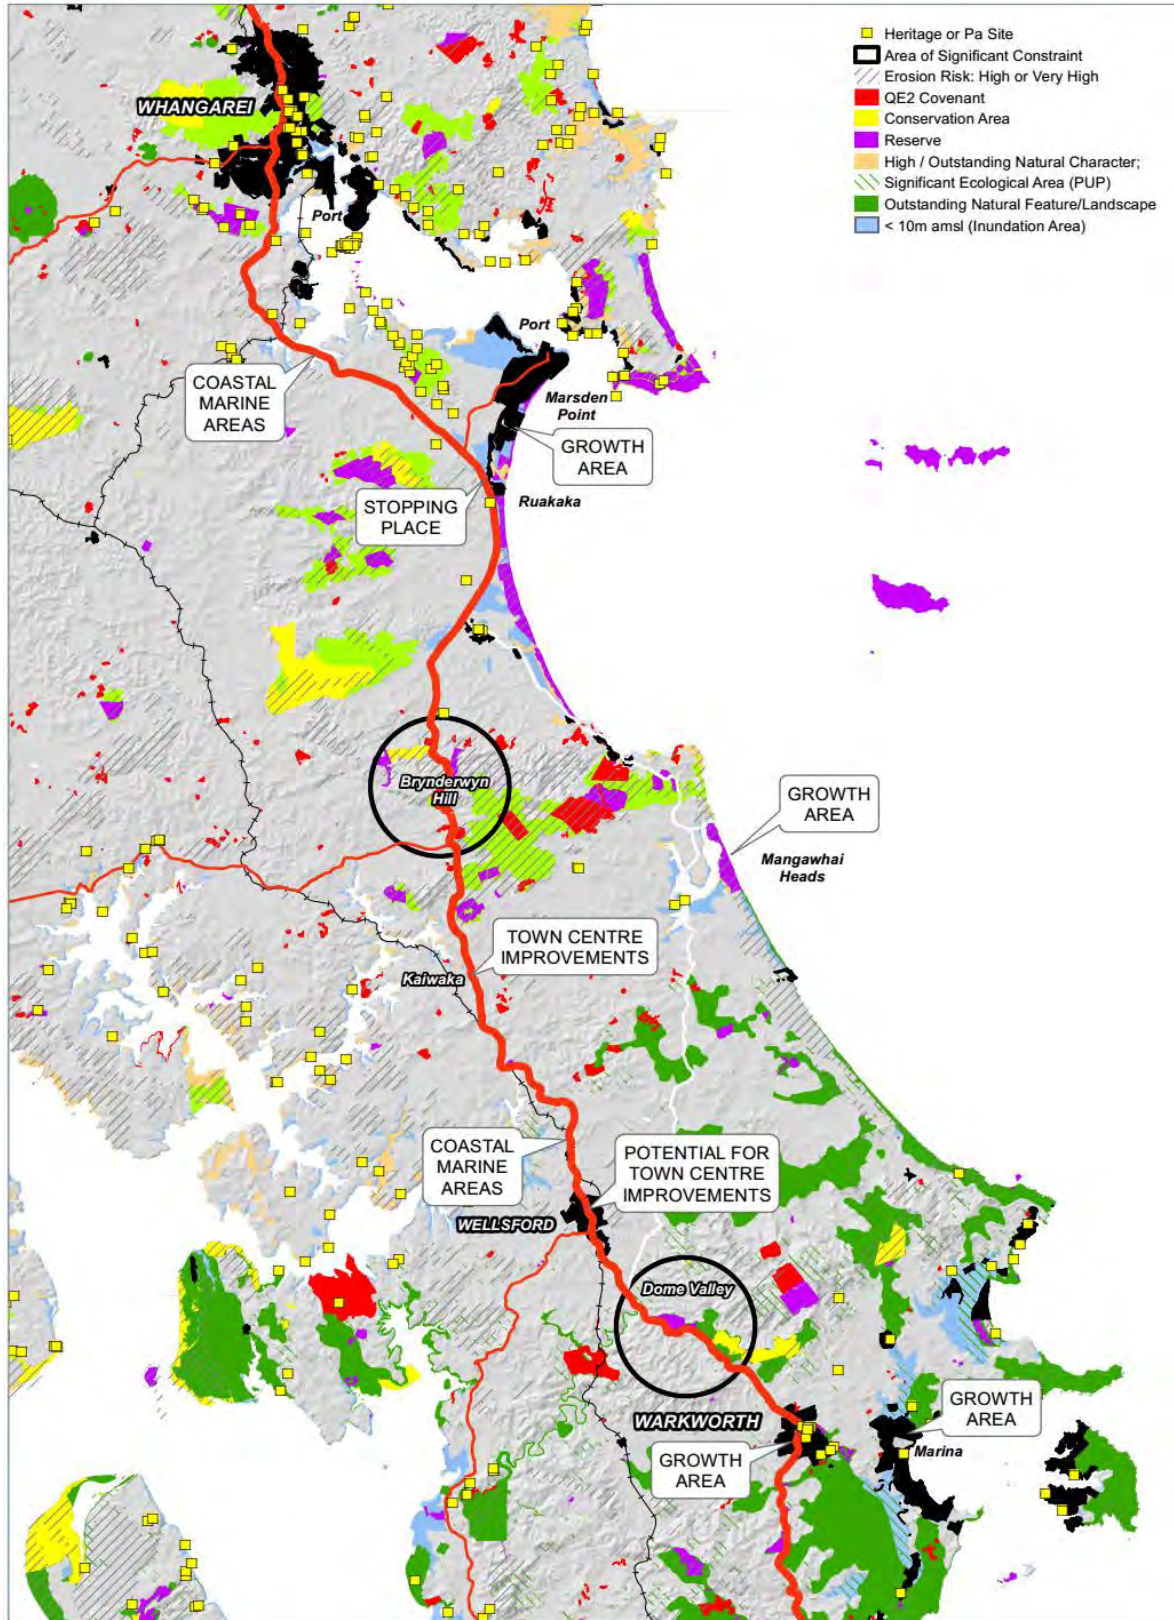 Heritage or Pa Site
Area of Significant Constraint
Erosion Risk: High or Very High
QE2 Covenant
Conservation Area
Reserve
High / Outstanding Natural Character;
Significant Ecological Area (PUP)
Outstanding Natural Feature/Landscape
< 10m amsl (Inundation Area)
WHANGAREI
Port
Port
COASTAL
MARINE
AREAS
Marsden
Point
GROWTH
AREA
STOPPING
PLACE
Ruakaka
Brynderwyn
Hill
GROWTH
AREA
Mangawhai
Heads
TOWN CENTRE
IMPROVEMENTS
Kaiwaka
COASTAL
MARINE
AREAS
POTENTIAL FOR
TOWN CENTRE
IMPROVEMENTS
WELLSFORD
Dome Valley
WARKWORTH
GROWTH
AREA
GROWTH
AREA
Marina